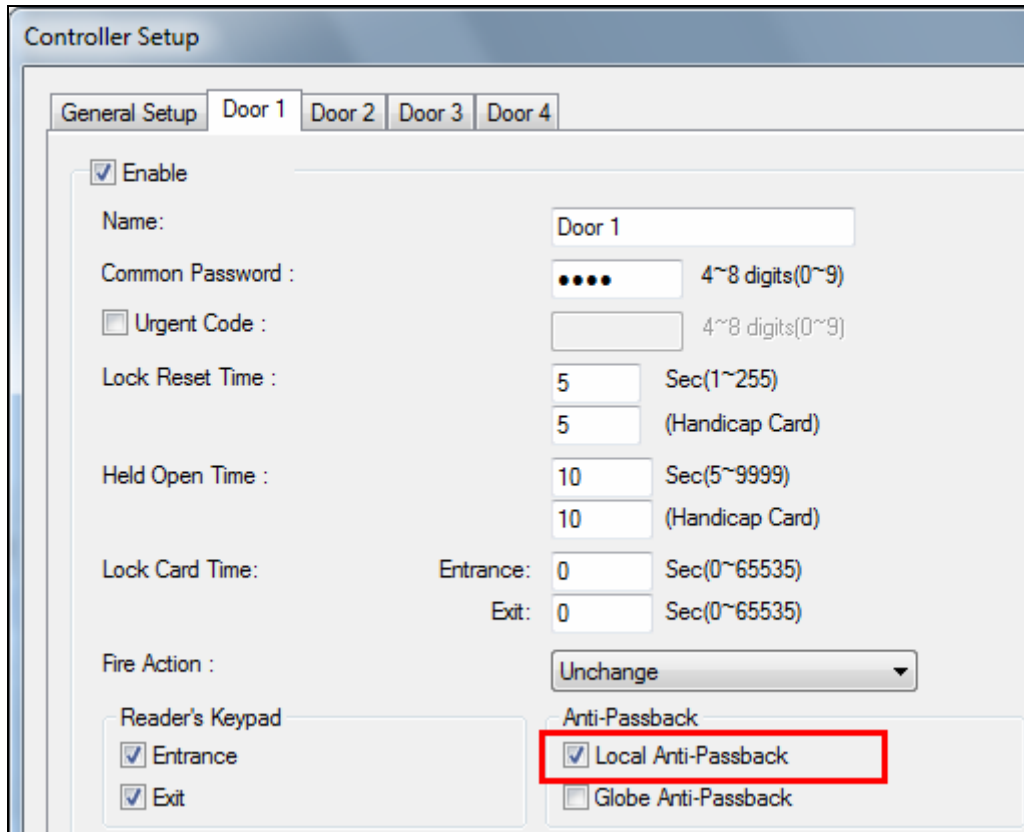 Controller Setup
General Setup Door 1 Door 2 Door 3 Door 4
Enable
Name: Door 1
Common Password : •••• 4~8 digits(0~9)
Urgent Code : 4~8 digits(0~9)
Lock Reset Time : 5 Sec(1~255)
5 (Handicap Card)
Held Open Time : 10 Sec(5~9999)
10 (Handicap Card)
Lock Card Time: Entrance: 0 Sec(0~65535)
Exit: 0 Sec(0~65535)
Fire Action : Unchange
Reader's Keypad Anti-Passback
Entrance Local Anti-Passback
Exit Globe Anti-Passback